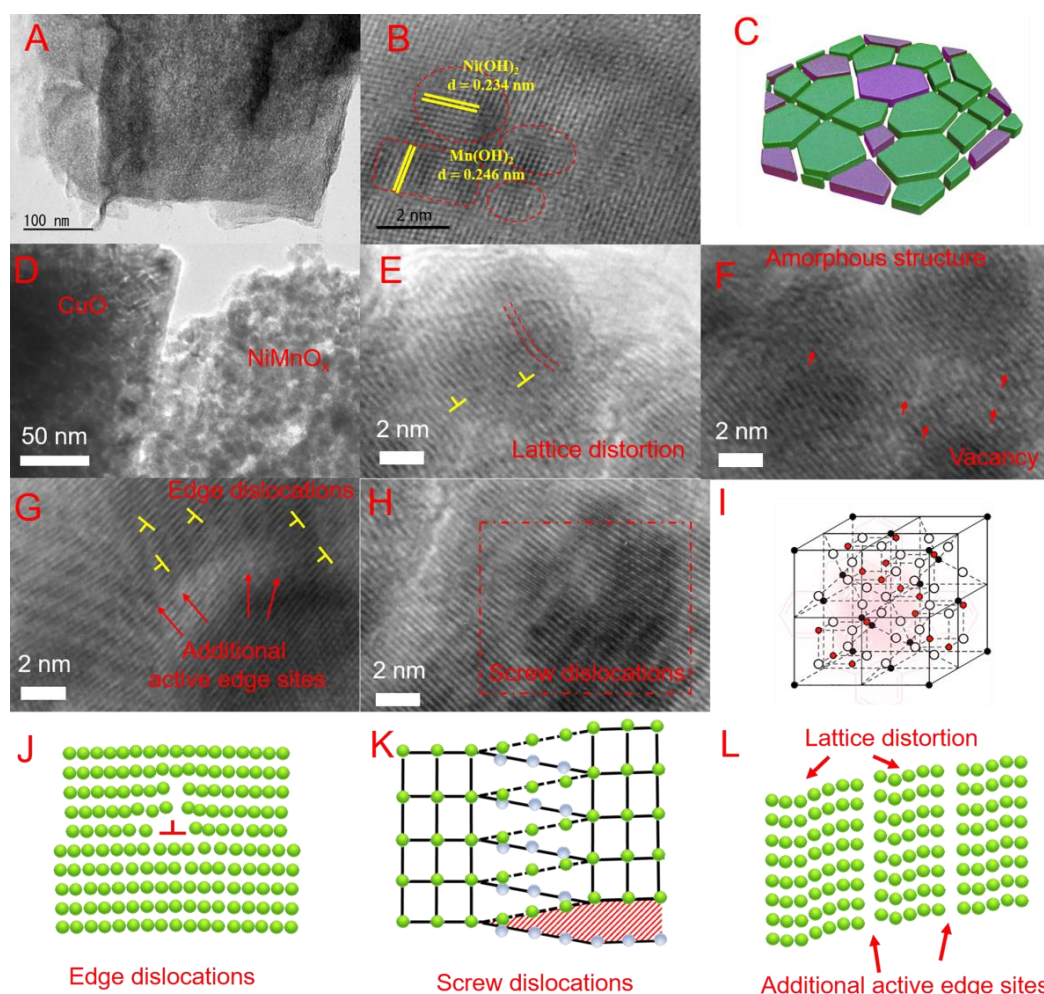 A
100 nm
B
Ni(OH)₂
d = 0.234 nm
Mn(OH)₂
d = 0.246 nm
2 nm
C
D
CuO
NiMnOₓ
50 nm
E
2 nm
Lattice distortion
F
Amorphous structure
2 nm
Vacancy
G
Edge dislocations
Additional
active edge sites
2 nm
H
2 nm
Screw dislocations
I
J
Edge dislocations
K
Screw dislocations
L
Lattice distortion
Additional active edge sites